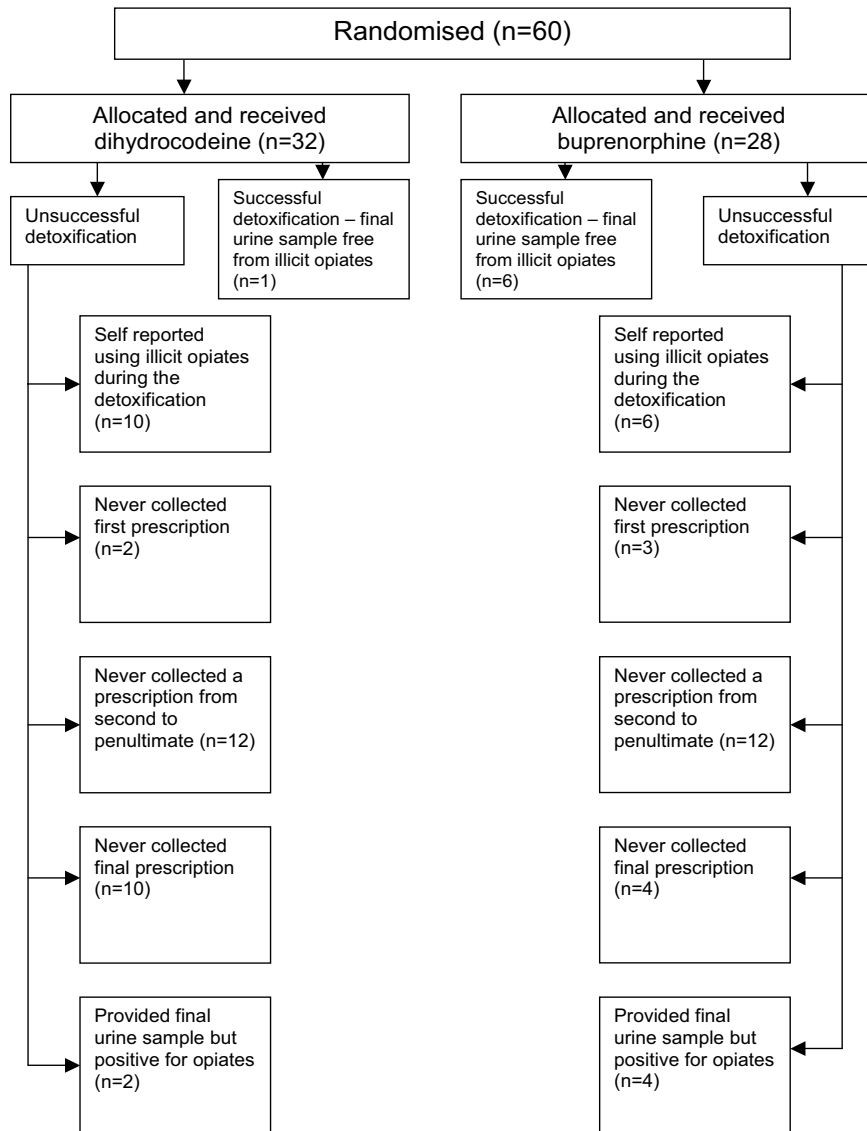 Randomised (n=60)
Allocated and received
dihydrocodeine (n=32)
Allocated and received
buprenorphine (n=28)
Unsuccessful
detoxification
Successful
detoxification – final
urine sample free
from illicit opiates
(n=1)
Successful
detoxification – final
urine sample free
from illicit opiates
(n=6)
Unsuccessful
detoxification
Self reported
using illicit opiates
during the
detoxification
(n=10)
Self reported
using illicit opiates
during the
detoxification
(n=6)
Never collected
first prescription
(n=2)
Never collected
first prescription
(n=3)
Never collected a
prescription from
second to
penultimate (n=12)
Never collected a
prescription from
second to
penultimate (n=12)
Never collected
final prescription
(n=10)
Never collected
final prescription
(n=4)
Provided final
urine sample but
positive for opiates
(n=2)
Provided final
urine sample but
positive for opiates
(n=4)